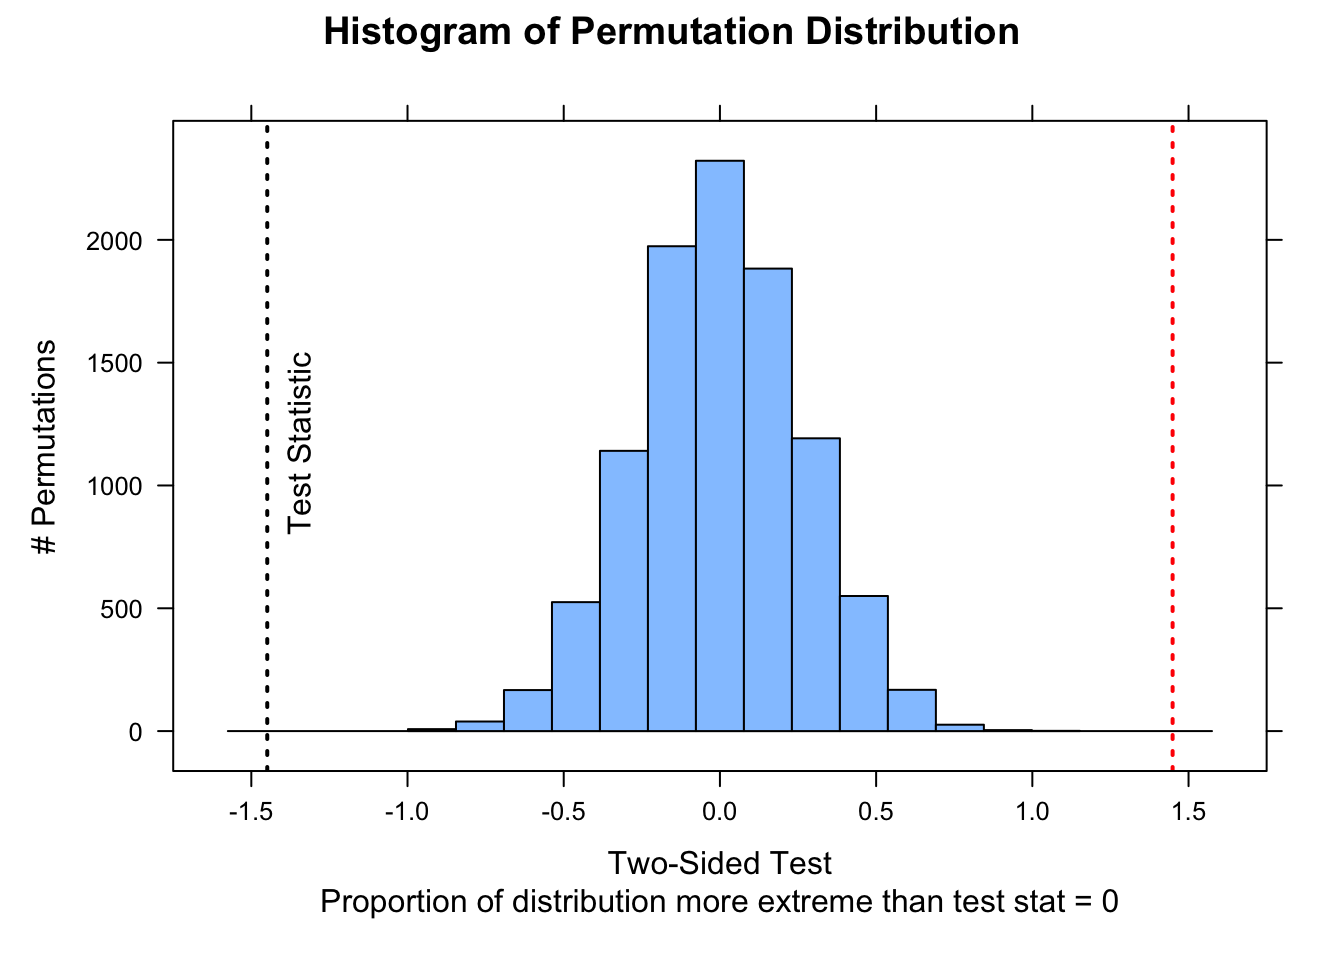 Histogram of Permutation Distribution
# Permutations
2000
1500
1000
500
0
Test Statistic
-1.5
-1.0
-0.5
0.0
0.5
1.0
1.5
Two-Sided Test
Proportion of distribution more extreme than test stat = 0